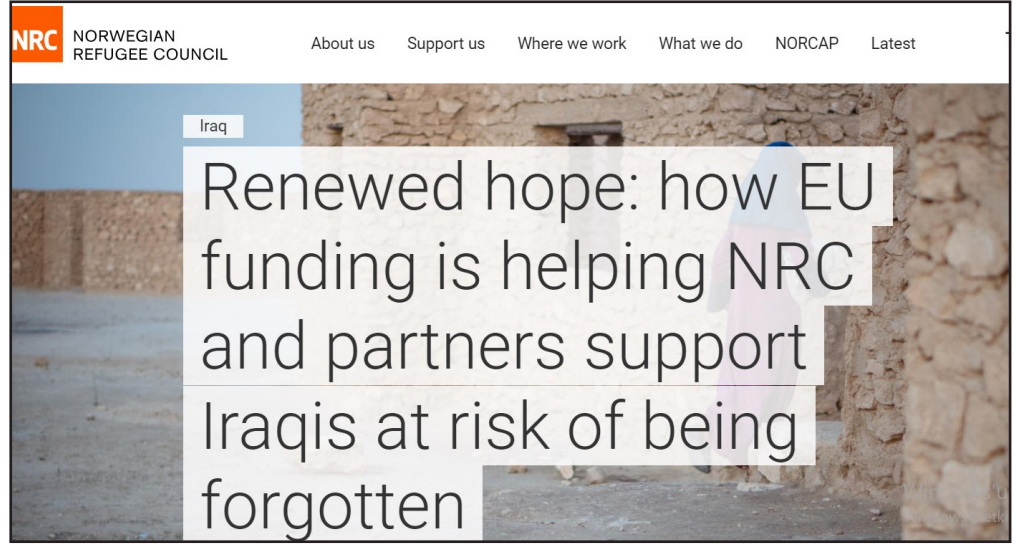 NRC
NORWEGIAN
REFUGEE COUNCIL
About us Support us Where we work What we do NORCAP Latest
Iraq
Renewed hope: how EU
funding is helping NRC
and partners support
Iraqis at risk of being
forgotten